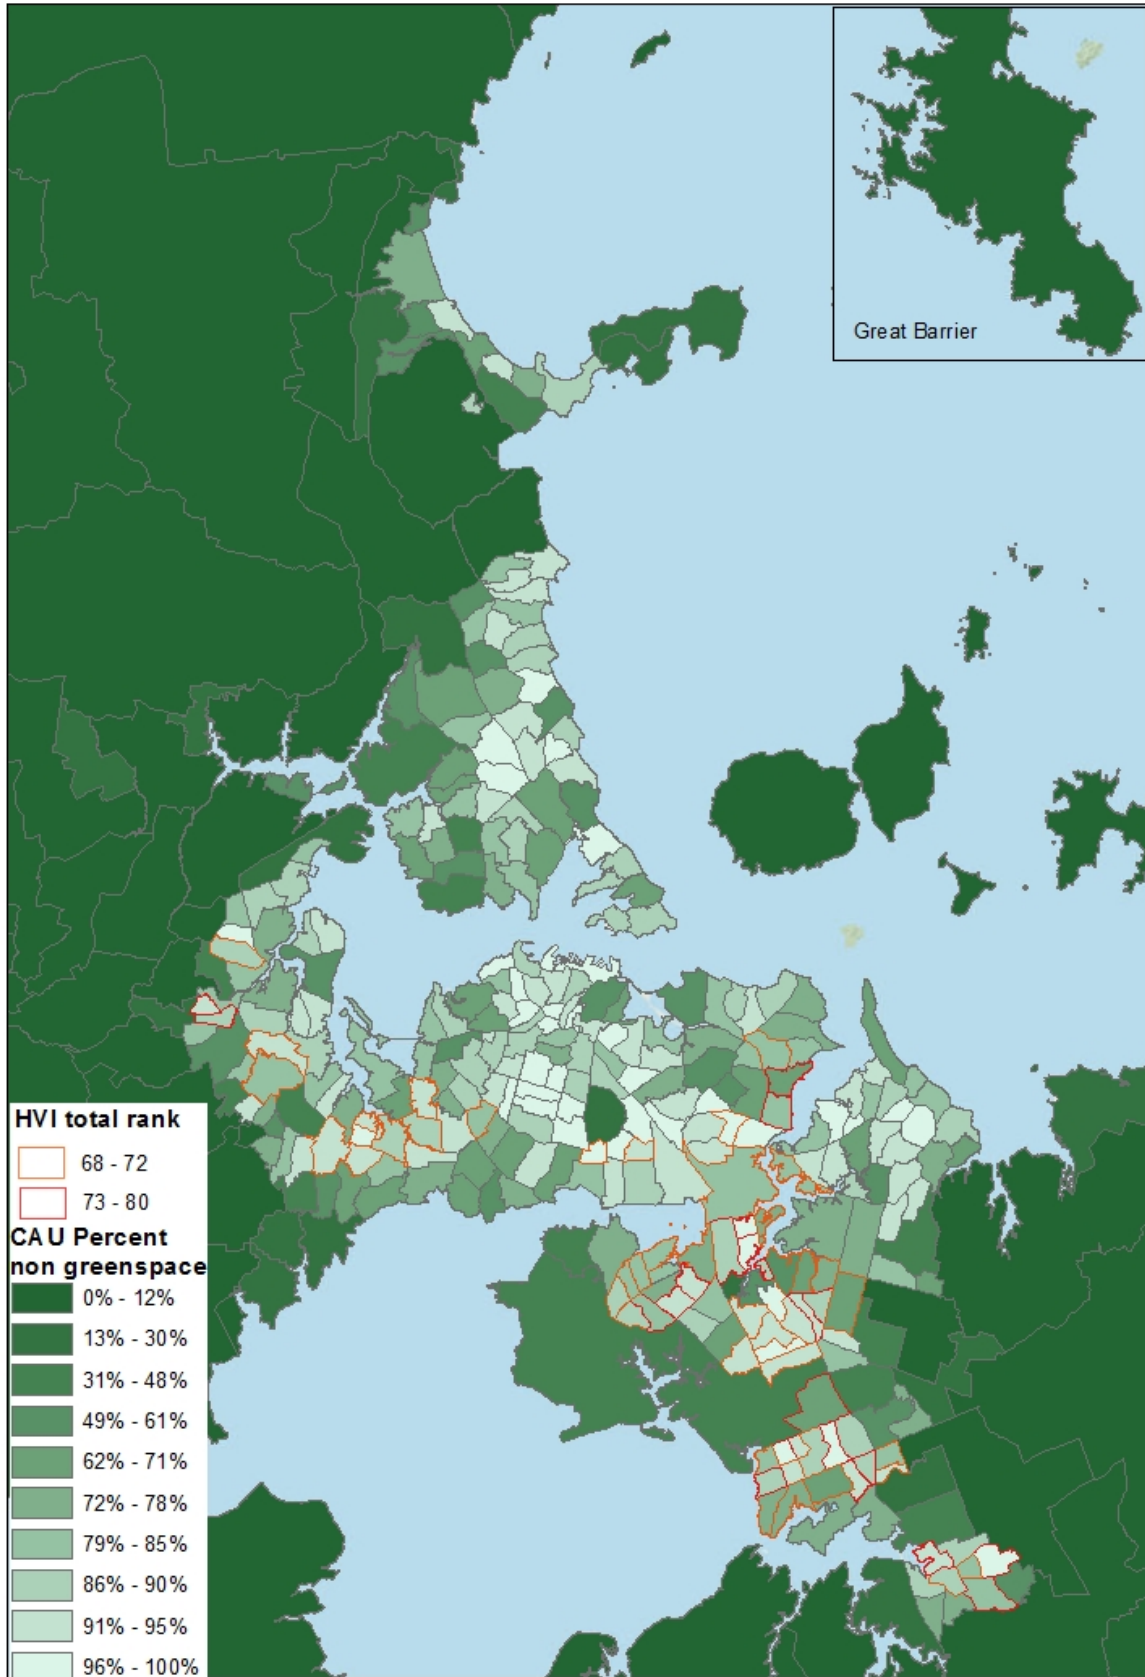 Great Barrier
HVI total rank
68 - 72
73 - 80
CAU Percent
non greenspace
0% - 12%
13% - 30%
31% - 48%
49% - 61%
62% - 71%
72% - 78%
79% - 85%
86% - 90%
91% - 95%
96% - 100%